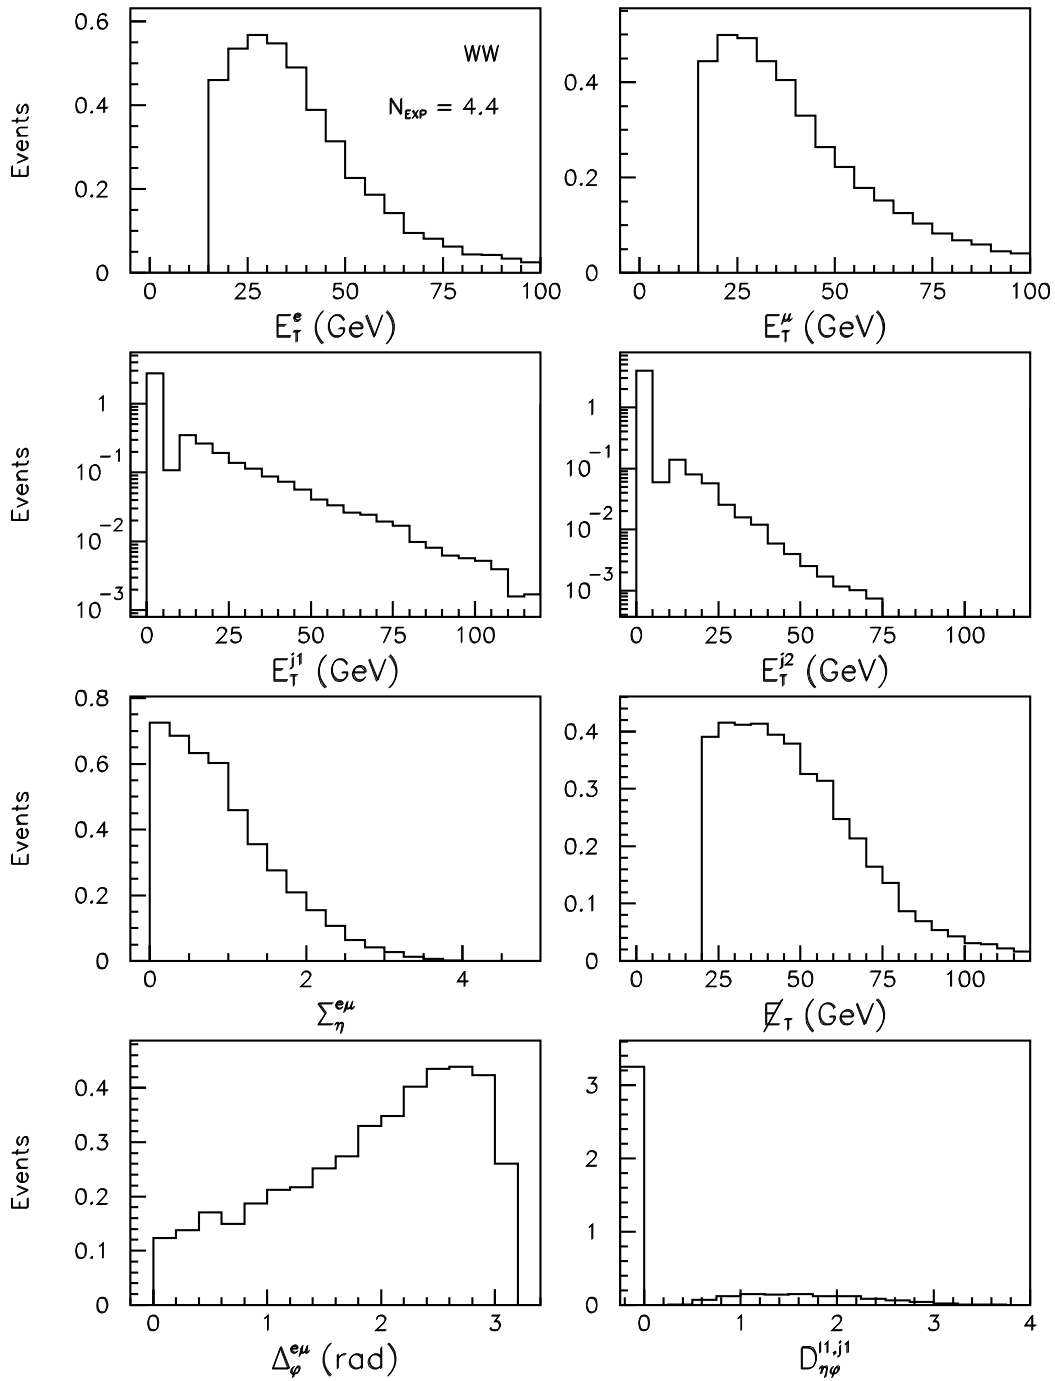 0.6
0.4
0.2
0
Events
WW
N_EXP = 4.4
0 25 50 75 100
E_T^e (GeV)
0.4
0.2
0
0 25 50 75 100
E_T^μ (GeV)
1
10^-1
10^-2
10^-3
Events
0 25 50 75 100
E_T^j1 (GeV)
1
10^-1
10^-2
10^-3
0 25 50 75 100
E_T^j2 (GeV)
0.8
0.6
0.4
0.2
0
Events
0 2 4
Σ_η^eμ
0.4
0.3
0.2
0.1
0
0 25 50 75 100
E̸_T (GeV)
0.4
0.3
0.2
0.1
0
Events
0 1 2 3
Δ_φ^eμ (rad)
3
2
1
0
0 1 2 3 4
D_ηφ^l1,j1